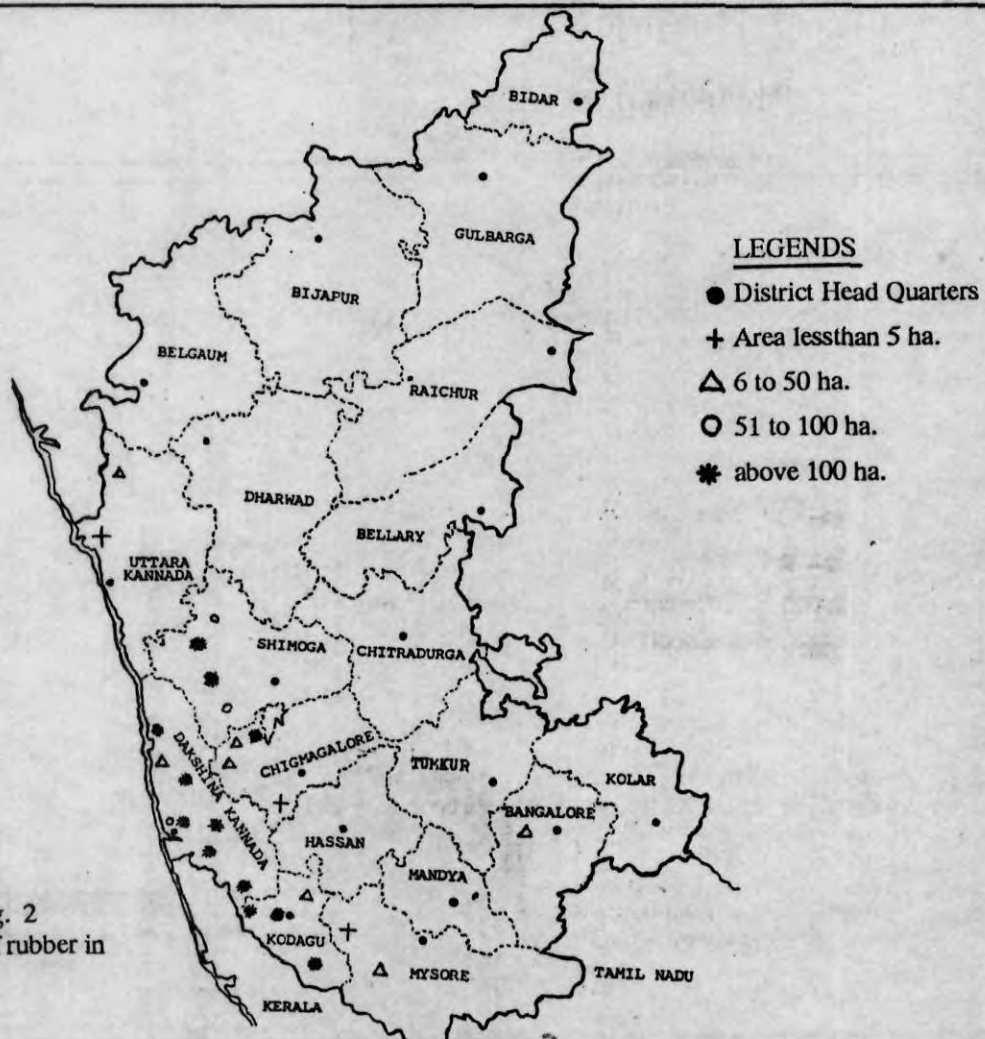 BIDAR
GULBARGA
BIJAPUR
BELGAUM
RAICHUR
DHARWAD
BELLARY
UTTARA
KANNADA
SHIMOGA
CHITRADURGA
DAKSHINA KANNADA
CHIGMAGALORE
TUMKUR
KOLAR
BANGALORE
HASSAN
MANDYA
KODAGU
MYSORE
TAMIL NADU
KERALA
LEGENDS
District Head Quarters
+ Area lessthan 5 ha.
△ 6 to 50 ha.
51 to 100 ha.
above 100 ha.
. 2
rubber in